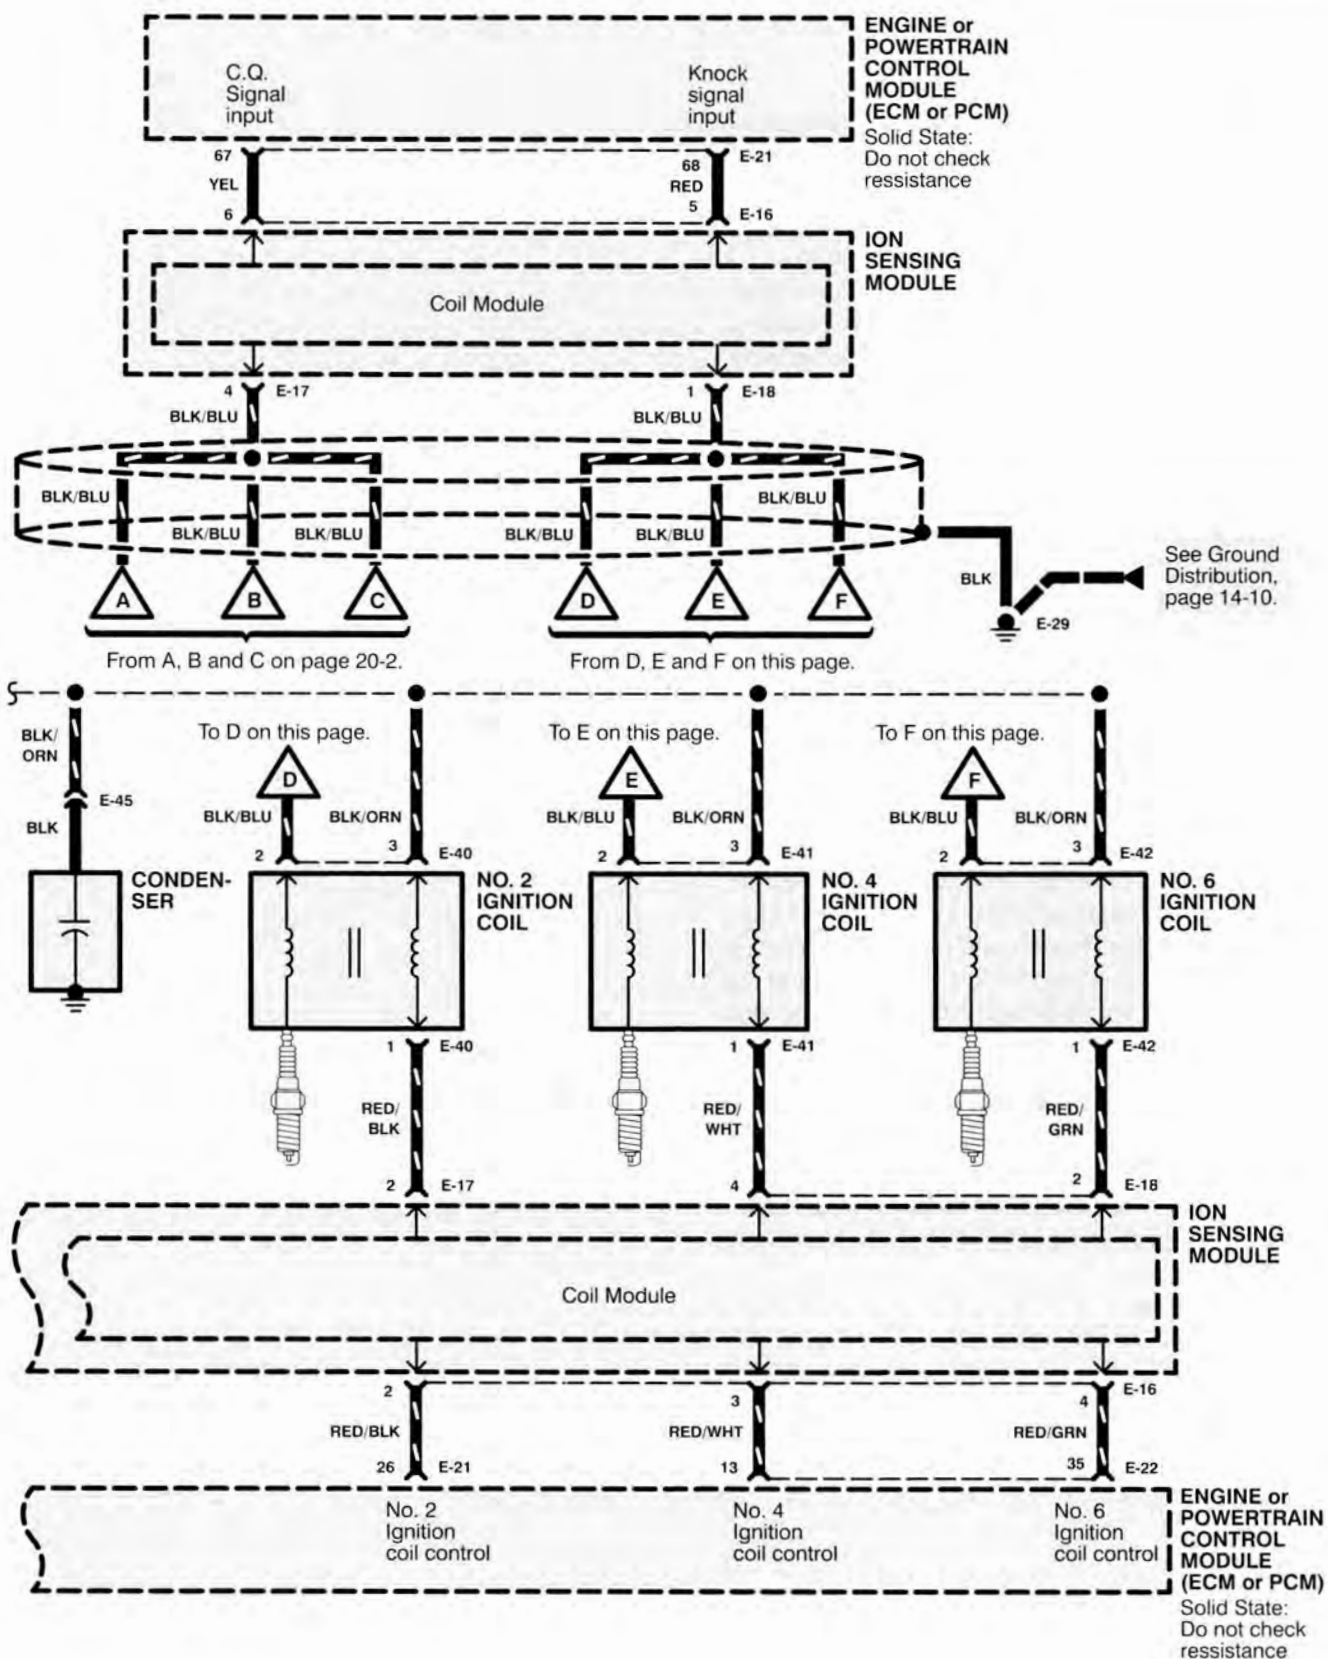 ENGINE or
POWERTRAIN
CONTROL
MODULE
(ECM or PCM)
Solid State:
Do not check
ressistance
C.Q.
Signal
input
Knock
signal
input
67
68
E-21
YEL
RED
6
5
E-16
ION
SENSING
MODULE
Coil Module
4
E-17
1
E-18
BLK/BLU
BLK/BLU
BLK/BLU
BLK/BLU
BLK/BLU
BLK/BLU
BLK/BLU
BLK/BLU
A
B
C
D
E
F
BLK
E-29
See Ground
Distribution,
page 14-10.
From A, B and C on page 20-2.
From D, E and F on this page.
BLK/
ORN
E-45
BLK
CONDEN-
SER
To D on this page.
To E on this page.
To F on this page.
D
E
F
BLK/BLU
BLK/ORN
BLK/BLU
BLK/ORN
BLK/BLU
BLK/ORN
2
3
E-40
2
3
E-41
2
3
E-42
NO. 2
IGNITION
COIL
NO. 4
IGNITION
COIL
NO. 6
IGNITION
COIL
1
E-40
1
E-41
1
E-42
RED/
BLK
RED/
WHT
RED/
GRN
2
E-17
4
2
E-18
ION
SENSING
MODULE
Coil Module
2
3
4
E-16
RED/BLK
RED/WHT
RED/GRN
26
E-21
13
35
E-22
No. 2
Ignition
coil control
No. 4
Ignition
coil control
No. 6
Ignition
coil control
ENGINE or
POWERTRAIN
CONTROL
MODULE
(ECM or PCM)
Solid State:
Do not check
ressistance